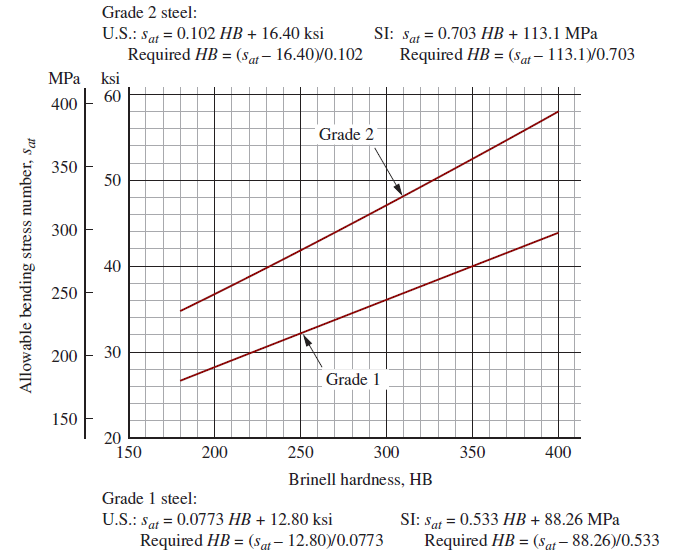 Grade 2 steel:
U.S.: sat = 0.102 HB + 16.40 ksi SI: sat = 0.703 HB + 113.1 MPa
Required HB = (sat – 16.40)/0.102 Required HB = (sat – 113.1)/0.703
MPa ksi
400 60
Grade 2
350 50
300
40
250
200 30
Grade 1
150
20
150 200 250 300 350 400
Allowable bending stress number, sat
Brinell hardness, HB
Grade 1 steel:
U.S.: sat = 0.0773 HB + 12.80 ksi SI: sat = 0.533 HB + 88.26 MPa
Required HB = (sat – 12.80)/0.0773 Required HB = (sat – 88.26)/0.533